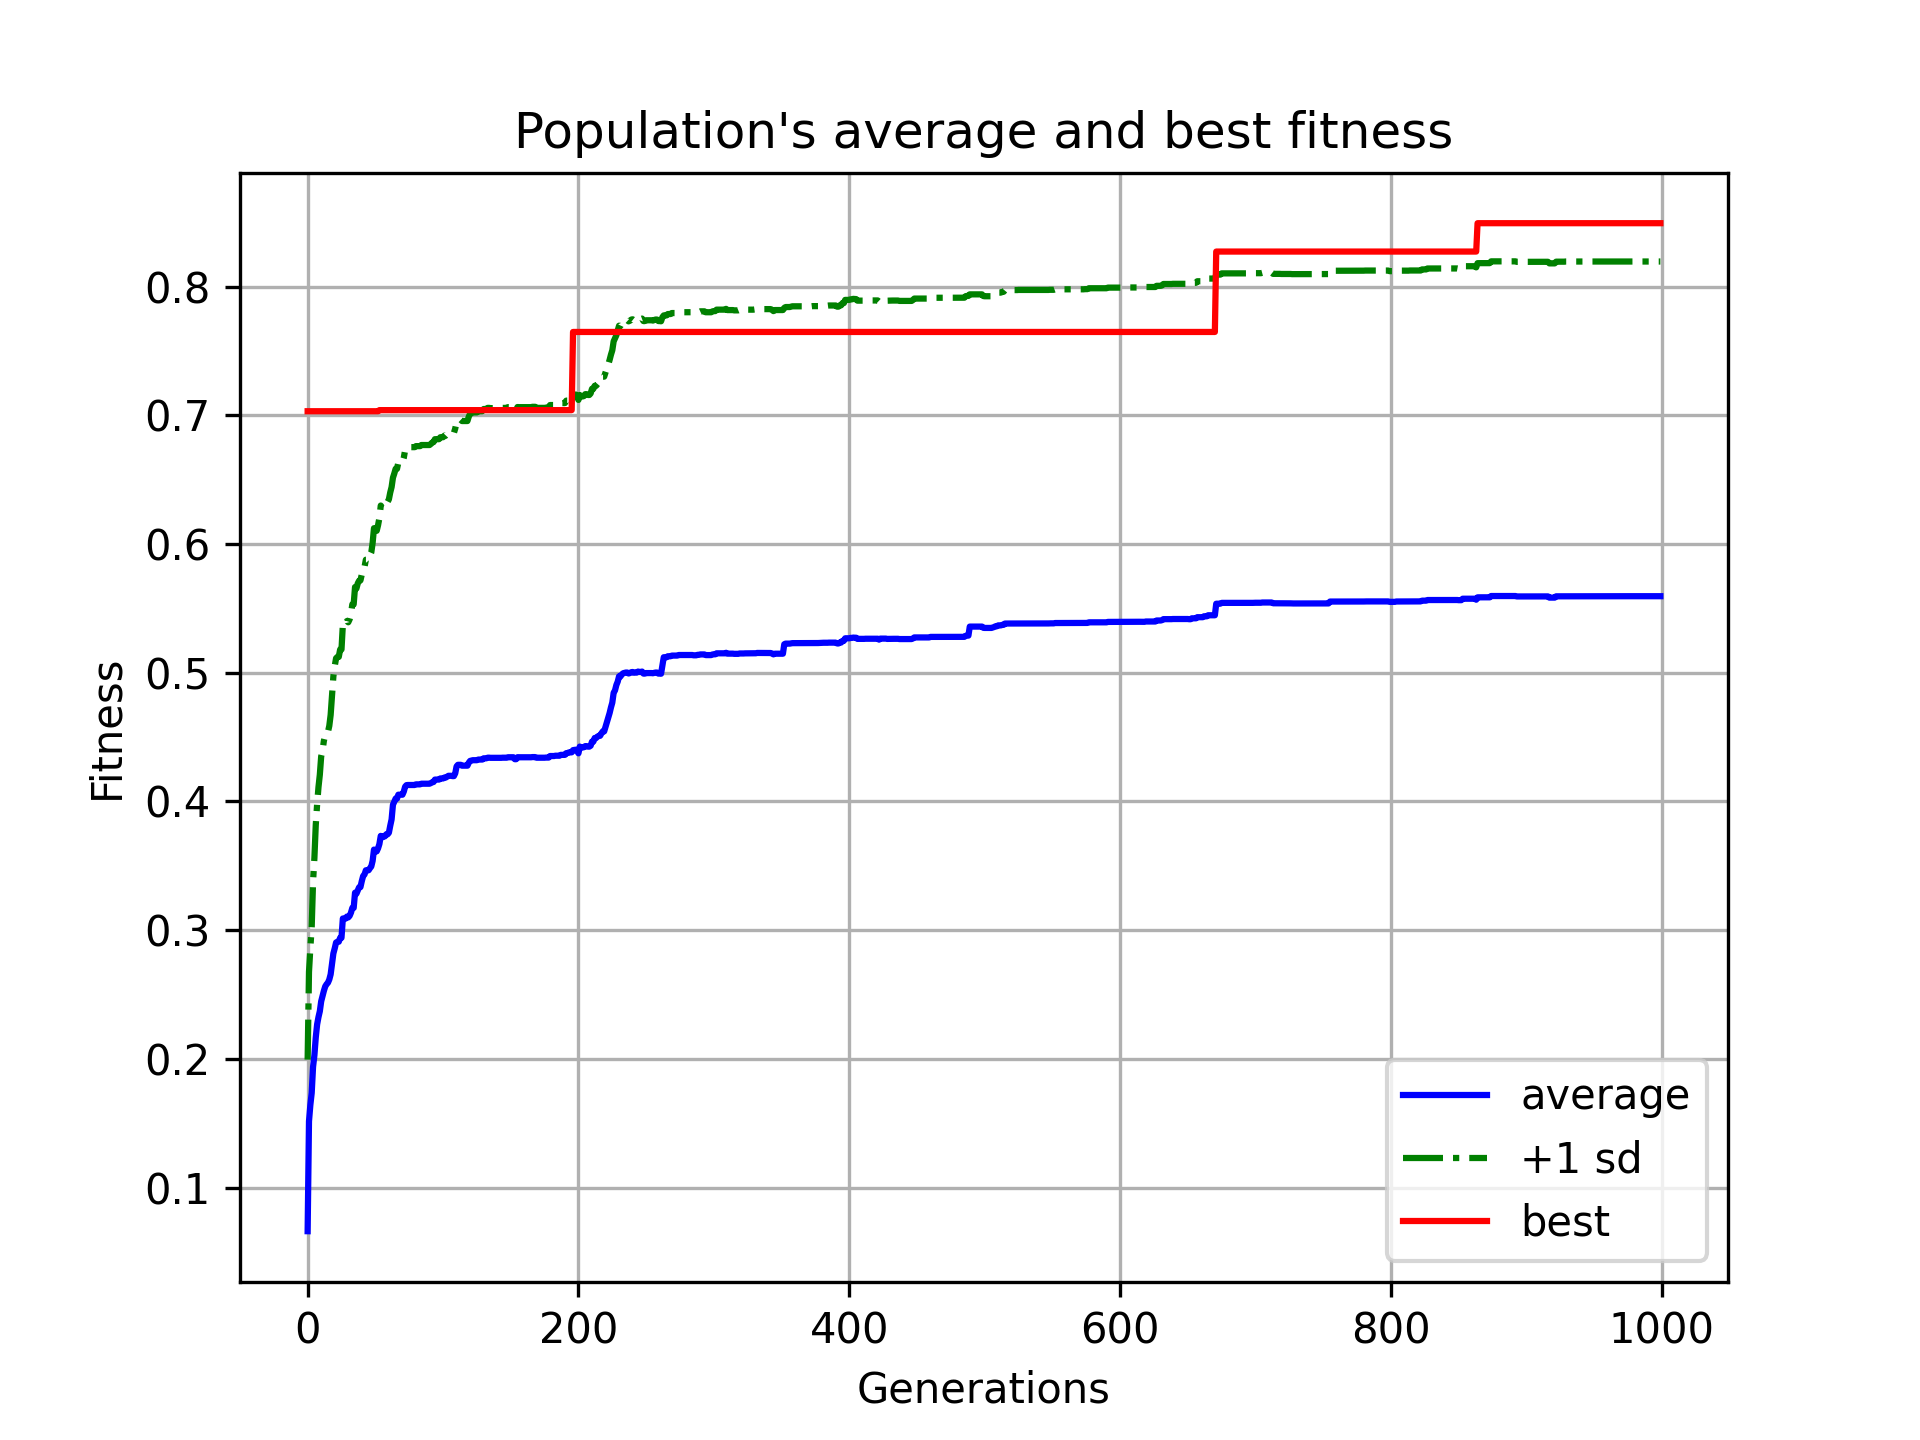 Population's average and best fitness
Fitness
0.8
0.7
0.6
0.5
0.4
0.3
0.2
0.1
average
+1 sd
best
0 200 400 600 800 1000
Generations